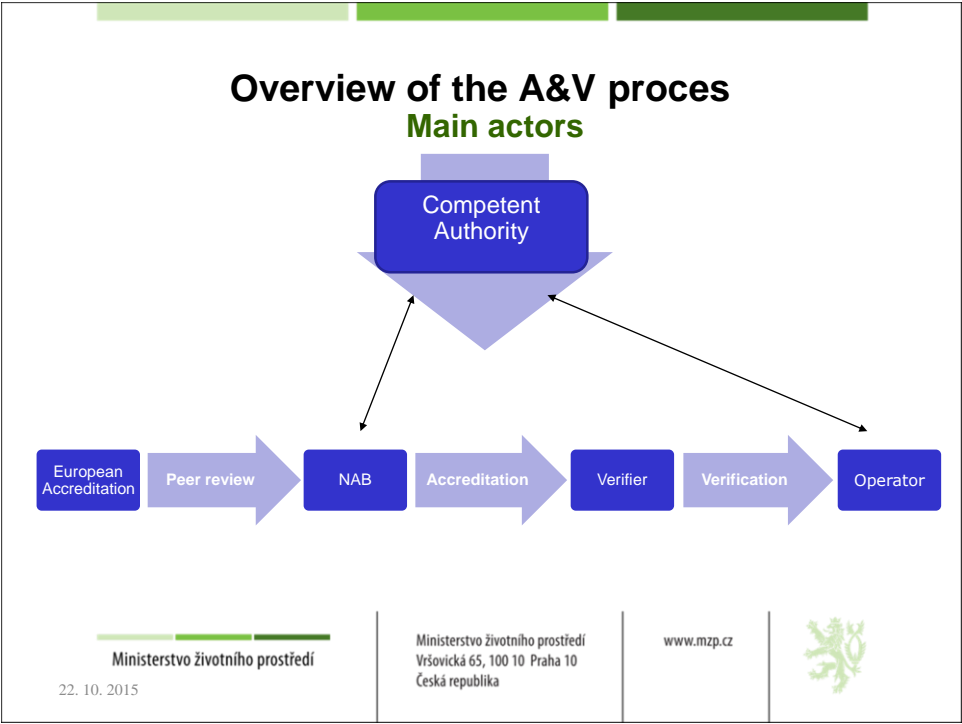 Overview of the A&V proces
Main actors
Competent
Authority
European
Accreditation
Peer review
NAB
Accreditation
Verifier
Verification
Operator
Ministerstvo životního prostředí
22. 10. 2015
Ministerstvo životního prostředí
Vršovická 65, 100 10 Praha 10
Česká republika
www.mzp.cz